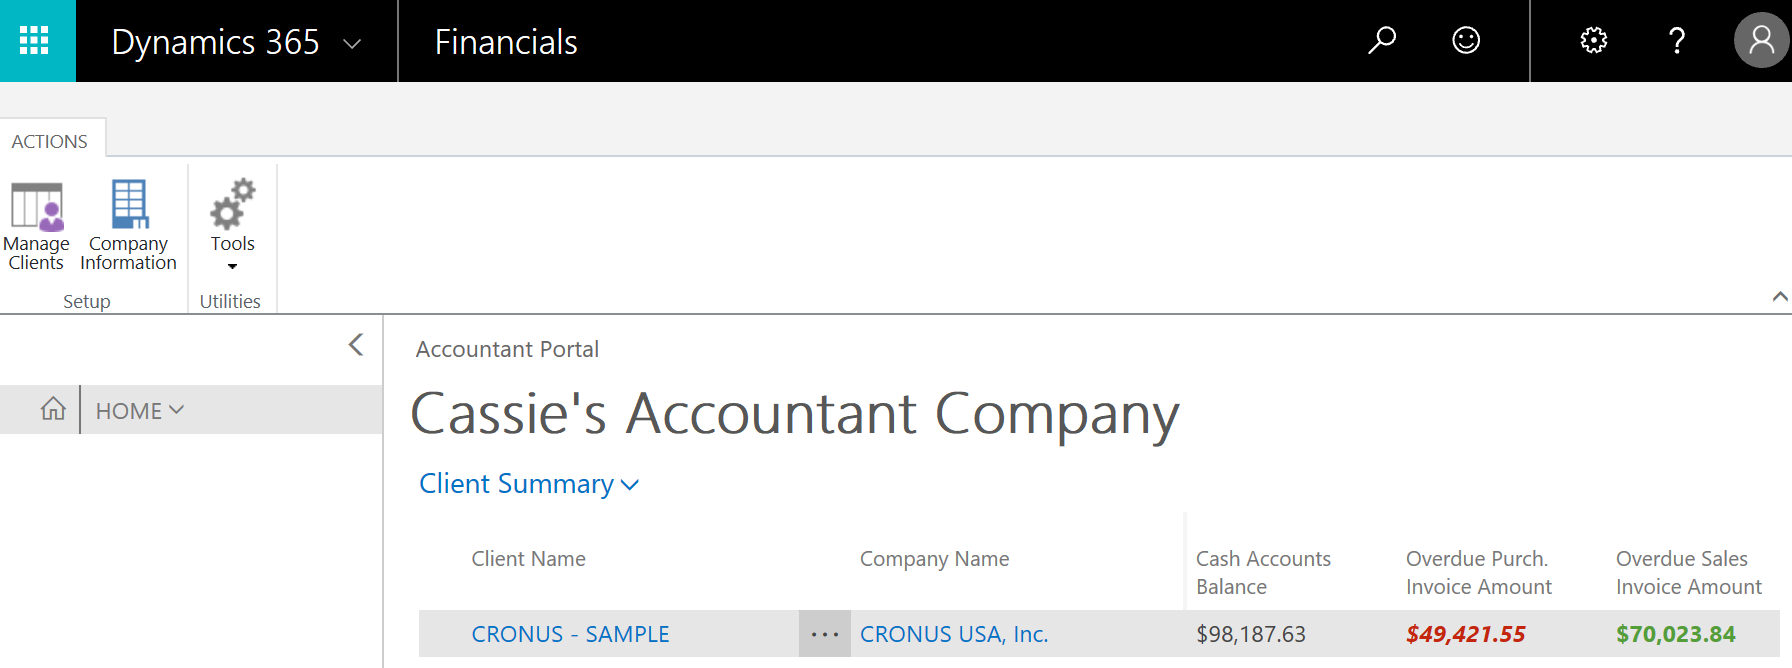 Dynamics 365
Financials
?
ACTIONS
Manage Clients
Company Information
Tools
Setup
Utilities
Accountant Portal
HOME
Cassie's Accountant Company
Client Summary
Client Name
Company Name
Cash Accounts Balance
Overdue Purch. Invoice Amount
Overdue Sales Invoice Amount
CRONUS - SAMPLE
...
CRONUS USA, Inc.
$98,187.63
$49,421.55
$70,023.84